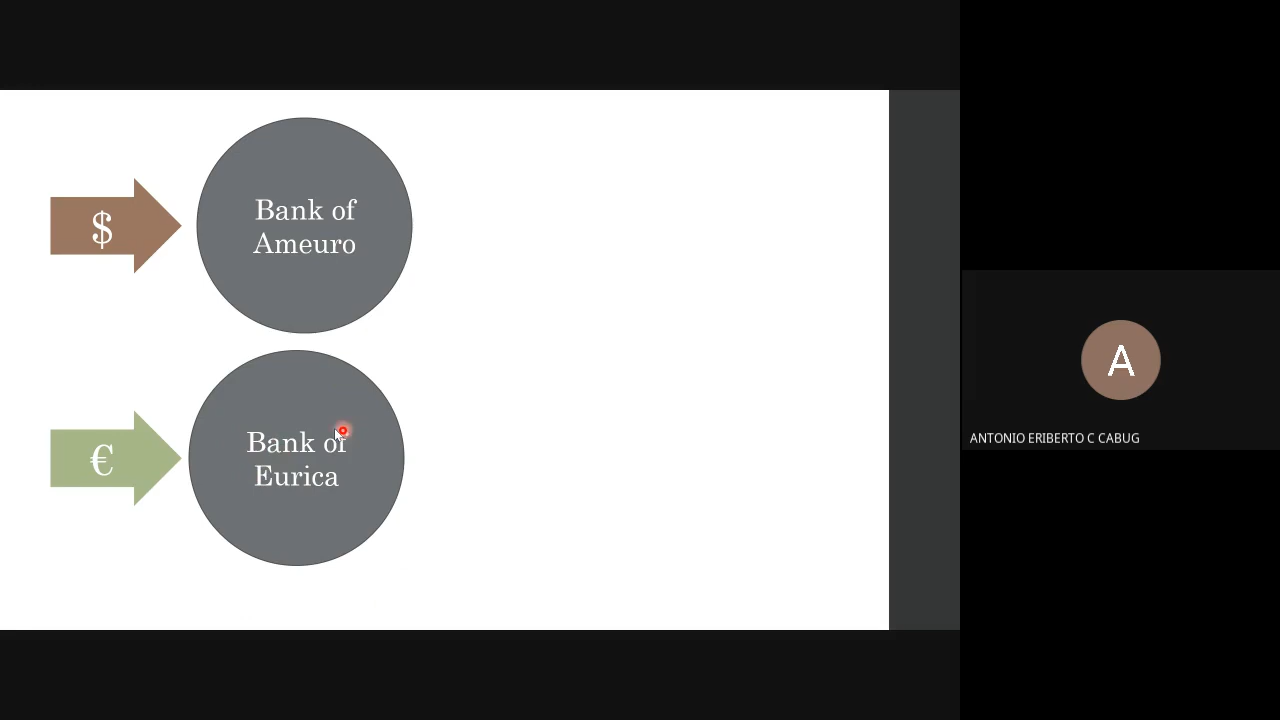 $
Bank of
Ameuro
€
Bank of
Eurica
A
ANTONIO ERIBERTO C CABUG